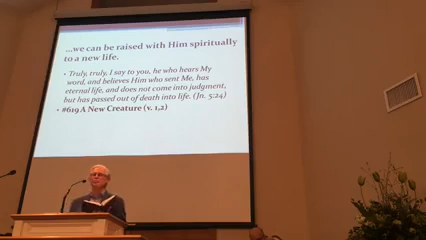 ...we can be raised with Him spiritually
to a new life.
• Truly, truly, I say to you, he who hears My
word, and believes Him who sent Me, has
eternal life, and does not come into judgment,
but has passed out of death into life. (Jn. 5:24)
• #619 A New Creature (v. 1,2)